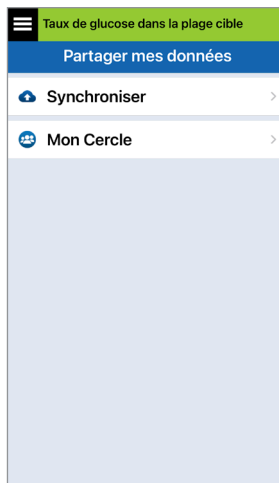 Taux de glucose dans la plage cible
Partager mes données
Synchroniser
Mon Cercle